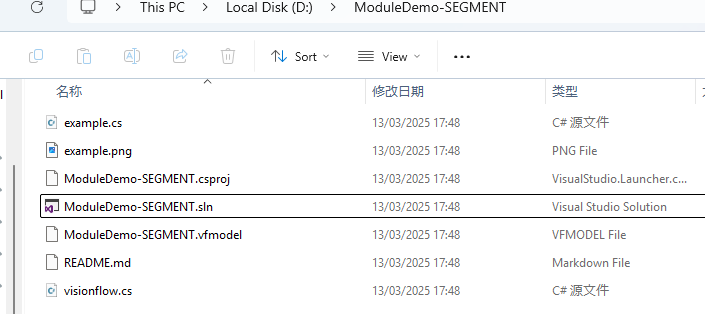 This PC > Local Disk (D:) > ModuleDemo-SEGMENT
Sort View
名称 修改日期 类型
example.cs 13/03/2025 17:48 C# 源文件
example.png 13/03/2025 17:48 PNG File
ModuleDemo-SEGMENT.csproj 13/03/2025 17:48 VisualStudio.Launcher.c...
ModuleDemo-SEGMENT.sln 13/03/2025 17:48 Visual Studio Solution
ModuleDemo-SEGMENT.vfmodel 13/03/2025 17:48 VFMODEL File
README.md 13/03/2025 17:48 Markdown File
visionflow.cs 13/03/2025 17:48 C# 源文件